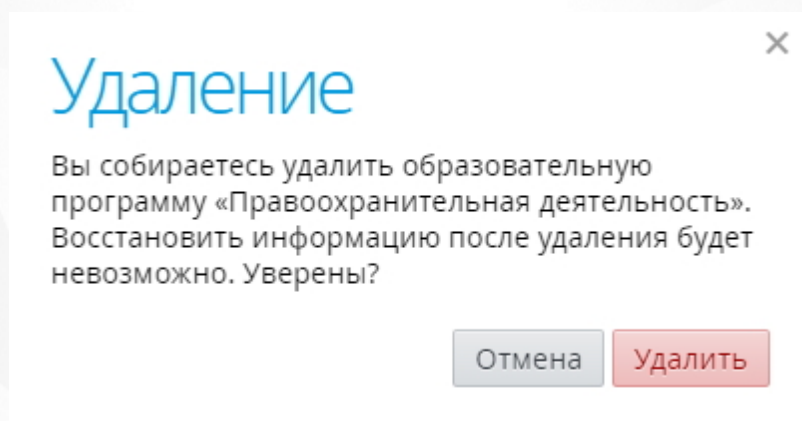 Удаление
Вы собираетесь удалить образовательную
программу «Правоохранительная деятельность».
Восстановить информацию после удаления будет
невозможно. Уверены?
Отмена Удалить